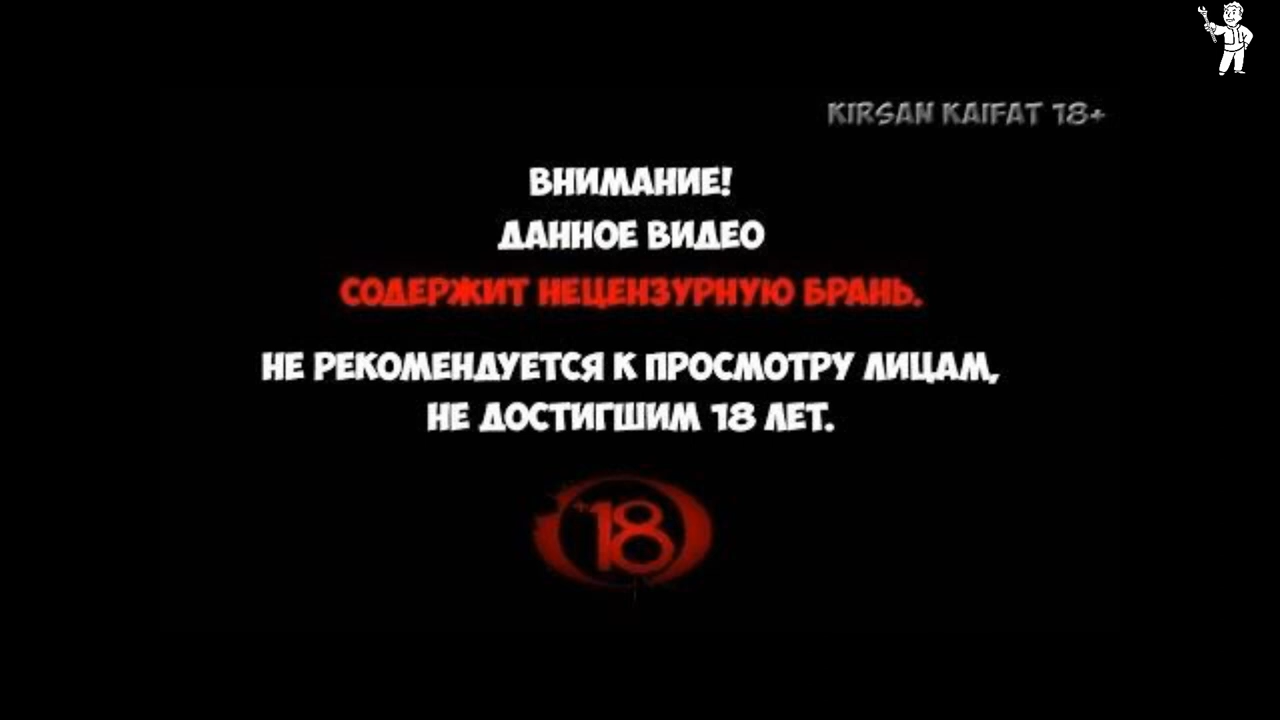 KIRSAN KAIFAT 18+
ВНИМАНИЕ!
ДАННОЕ ВИДЕО
СОДЕРЖИТ НЕЦЕНЗУРНУЮ БРАНЬ.
НЕ РЕКОМЕНДУЕТСЯ К ПРОСМОТРУ ЛИЦАМ,
НЕ ДОСТИГШИМ 18 ЛЕТ.
+18